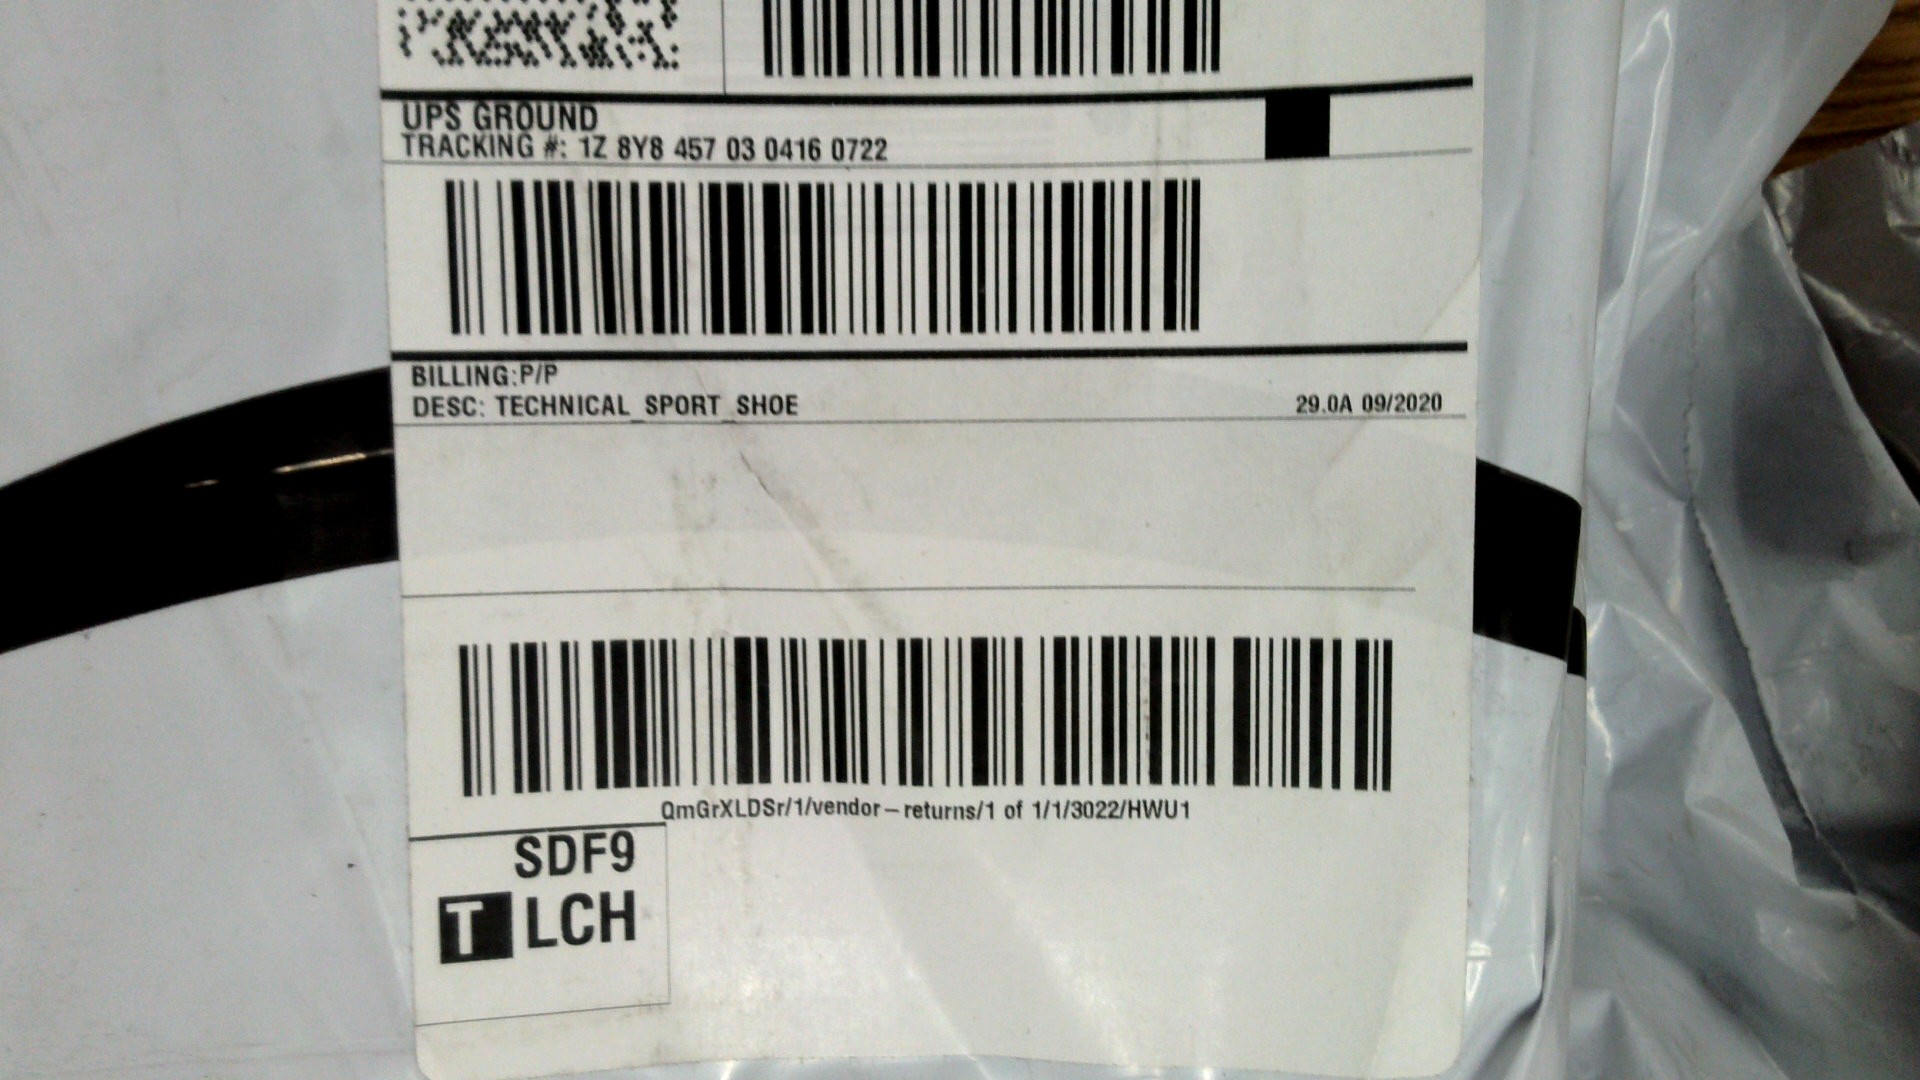 UPS GROUND
TRACKING #: 1Z 8Y8 457 03 0416 0722
BILLING:P/P
DESC: TECHNICAL_SPORT_SHOE
29.0A 09/2020
QmGrXLDSr/1/vendor-returns/1 of 1/1/3022/HWU1
SDF9
T LCH